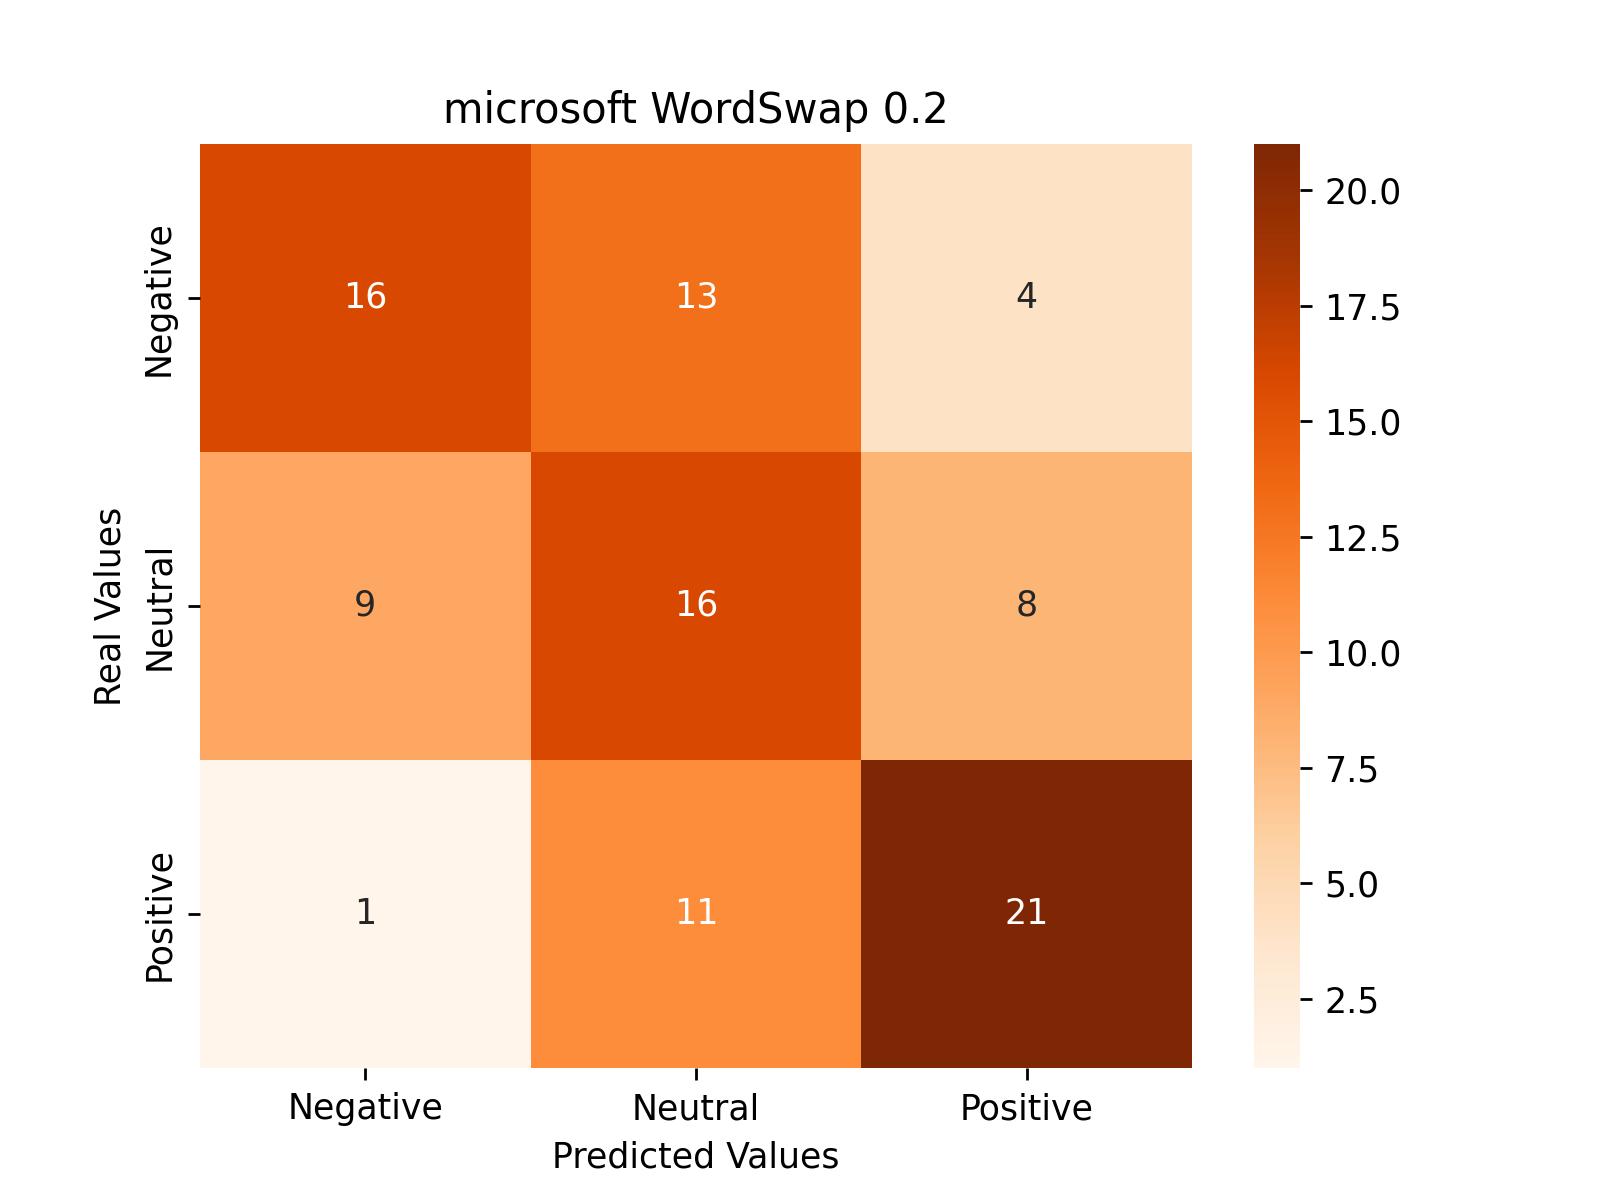 microsoft WordSwap 0.2
Real Values
Negative
16
13
4
Neutral
9
16
8
Positive
1
11
21
Negative
Neutral
Positive
Predicted Values
20.0
17.5
15.0
12.5
10.0
7.5
5.0
2.5